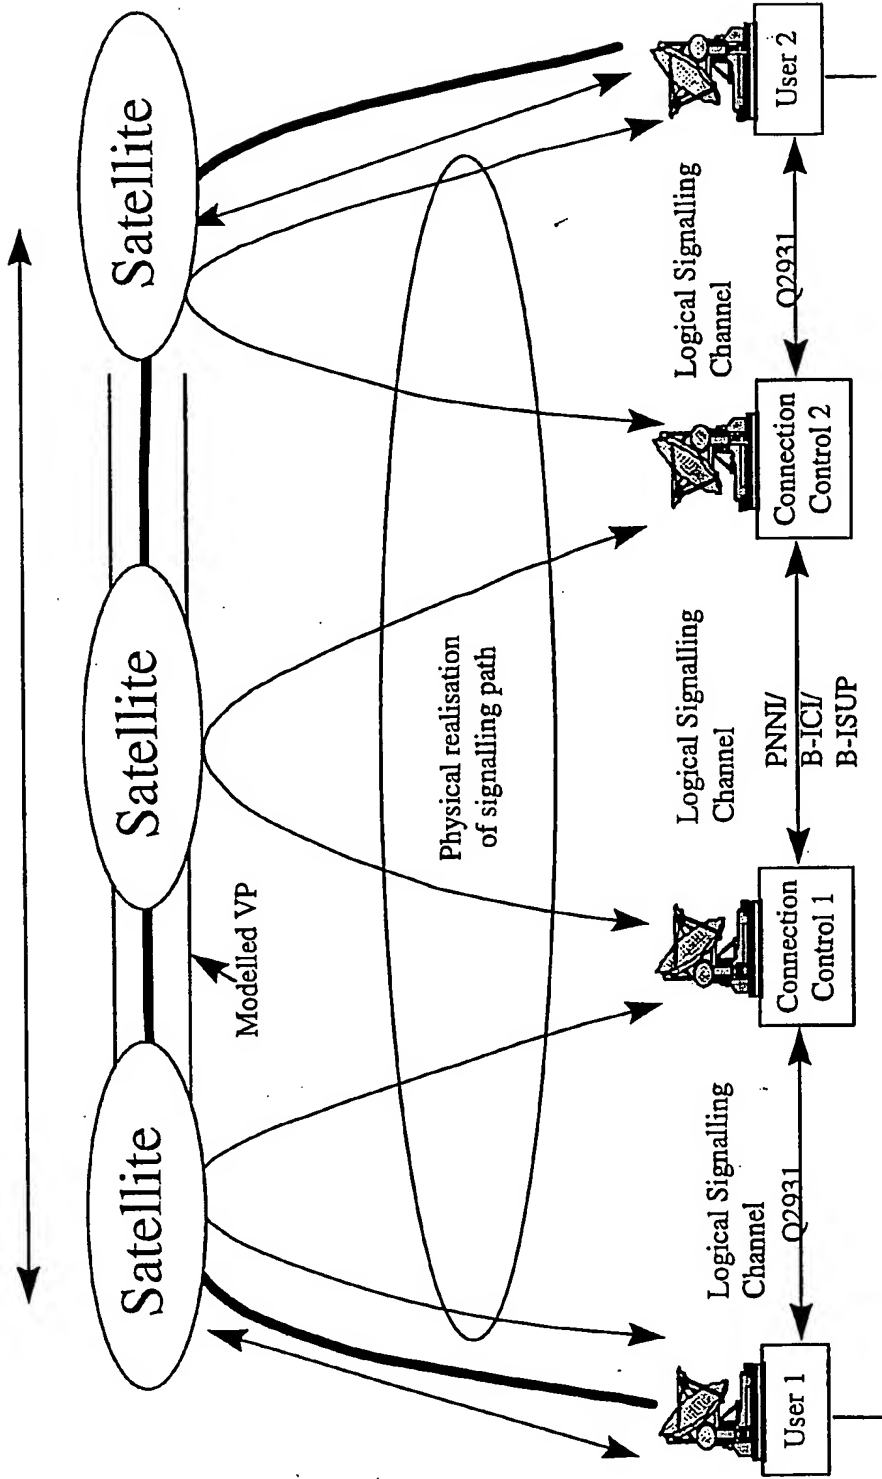 Satellite
Satellite
Satellite
Modelled VP
Physical realisation
of signalling path
Logical Signalling
Channel
Logical Signalling
Channel
Logical Signalling
Channel
Q2931
PNNI/
B-ICI/
B-ISUP
Q2931
User 1
Connection
Control 1
Connection
Control 2
User 2